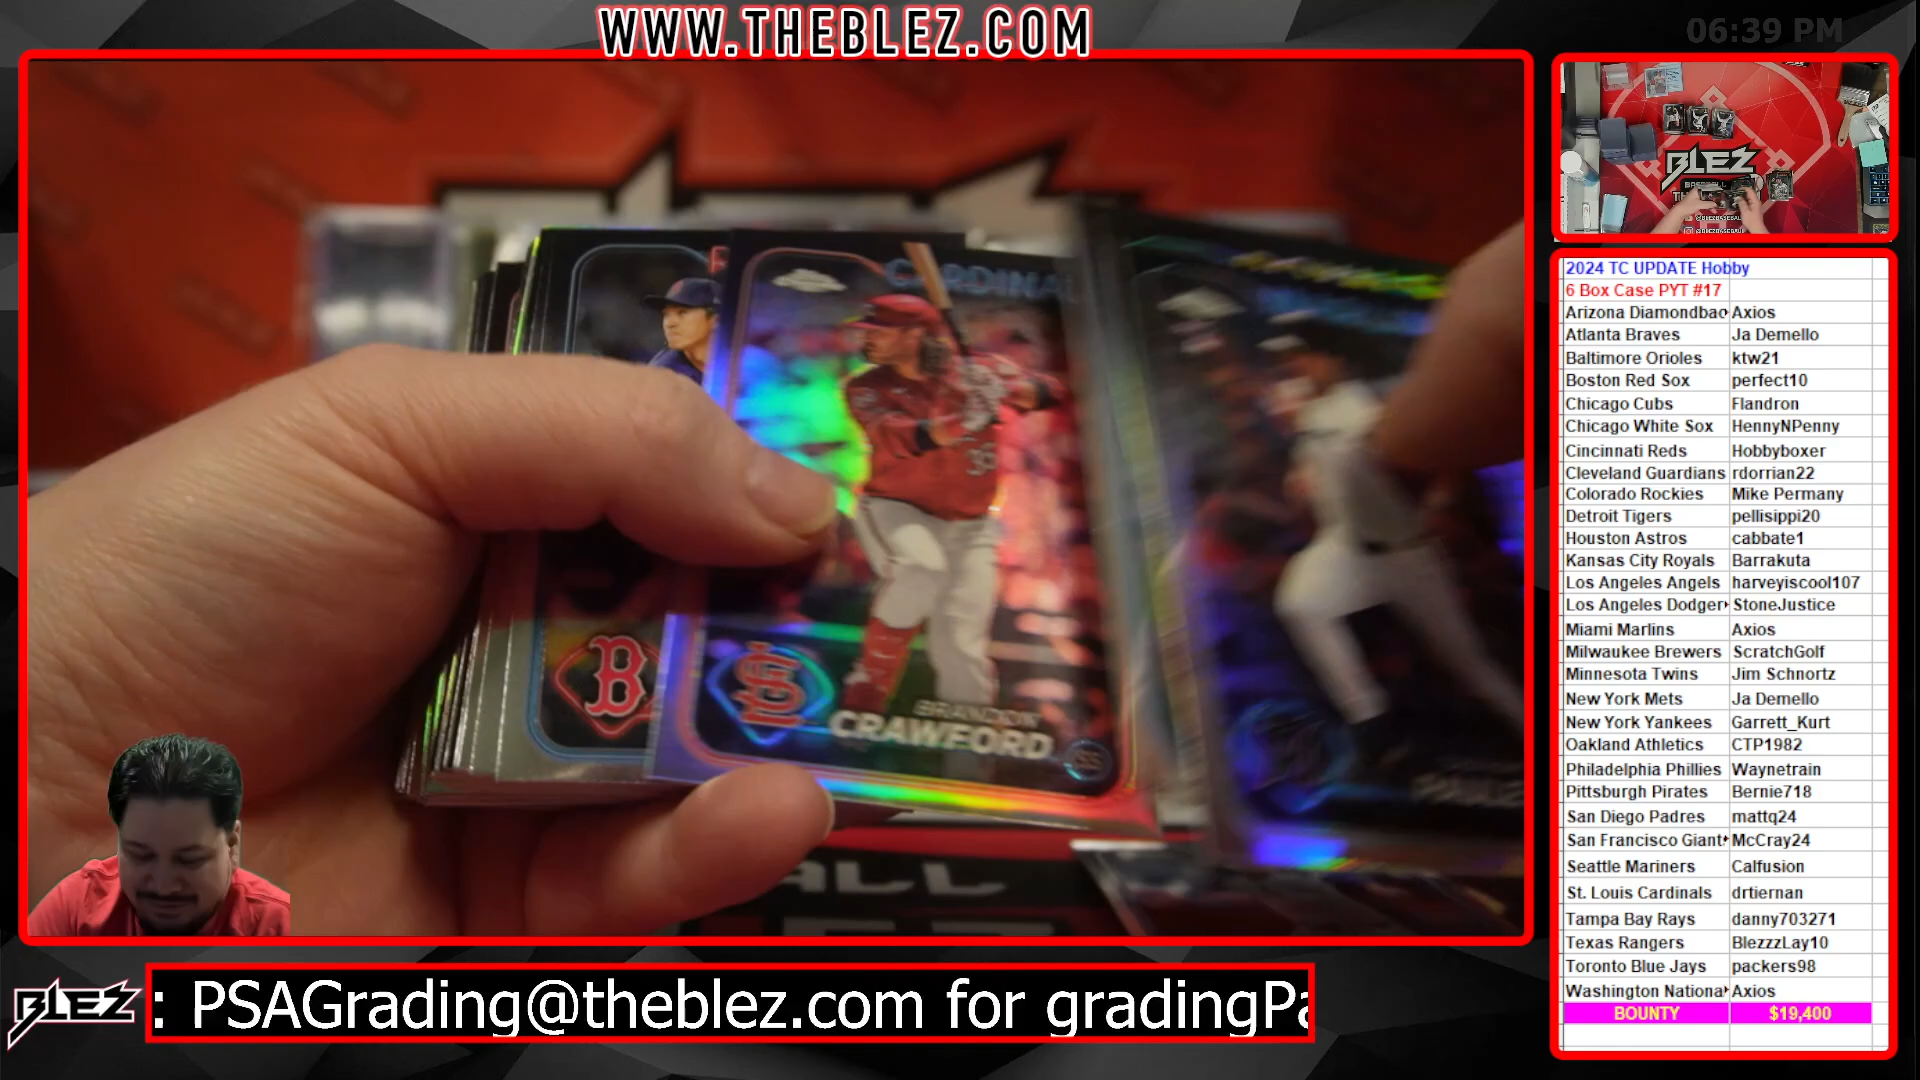 WWW.THEBLEZ.COM
06:39 PM
CARDINA
BRANDON
CRAWFORD
SS
B
BLEZ
2024 TC UPDATE Hobby
6 Box Case PYT #17
Arizona Diamondbac Axios
Atlanta Braves Ja Demello
Baltimore Orioles ktw21
Boston Red Sox perfect10
Chicago Cubs Flandron
Chicago White Sox HennyNPenny
Cincinnati Reds Hobbyboxer
Cleveland Guardians rdorrian22
Colorado Rockies Mike Permany
Detroit Tigers pellisippi20
Houston Astros cabbate1
Kansas City Royals Barrakuta
Los Angeles Angels harveyiscool107
Los Angeles Dodger StoneJustice
Miami Marlins Axios
Milwaukee Brewers ScratchGolf
Minnesota Twins Jim Schnortz
New York Mets Ja Demello
New York Yankees Garrett_Kurt
Oakland Athletics CTP1982
Philadelphia Phillies Waynetrain
Pittsburgh Pirates Bernie718
San Diego Padres mattq24
San Francisco Giant McCray24
Seattle Mariners Calfusion
St. Louis Cardinals drtiernan
Tampa Bay Rays danny703271
Texas Rangers BlezzzLay10
Toronto Blue Jays packers98
Washington Nationa Axios
BOUNTY $19,400
BLEZ
: PSAGrading@theblez.com for gradingPa